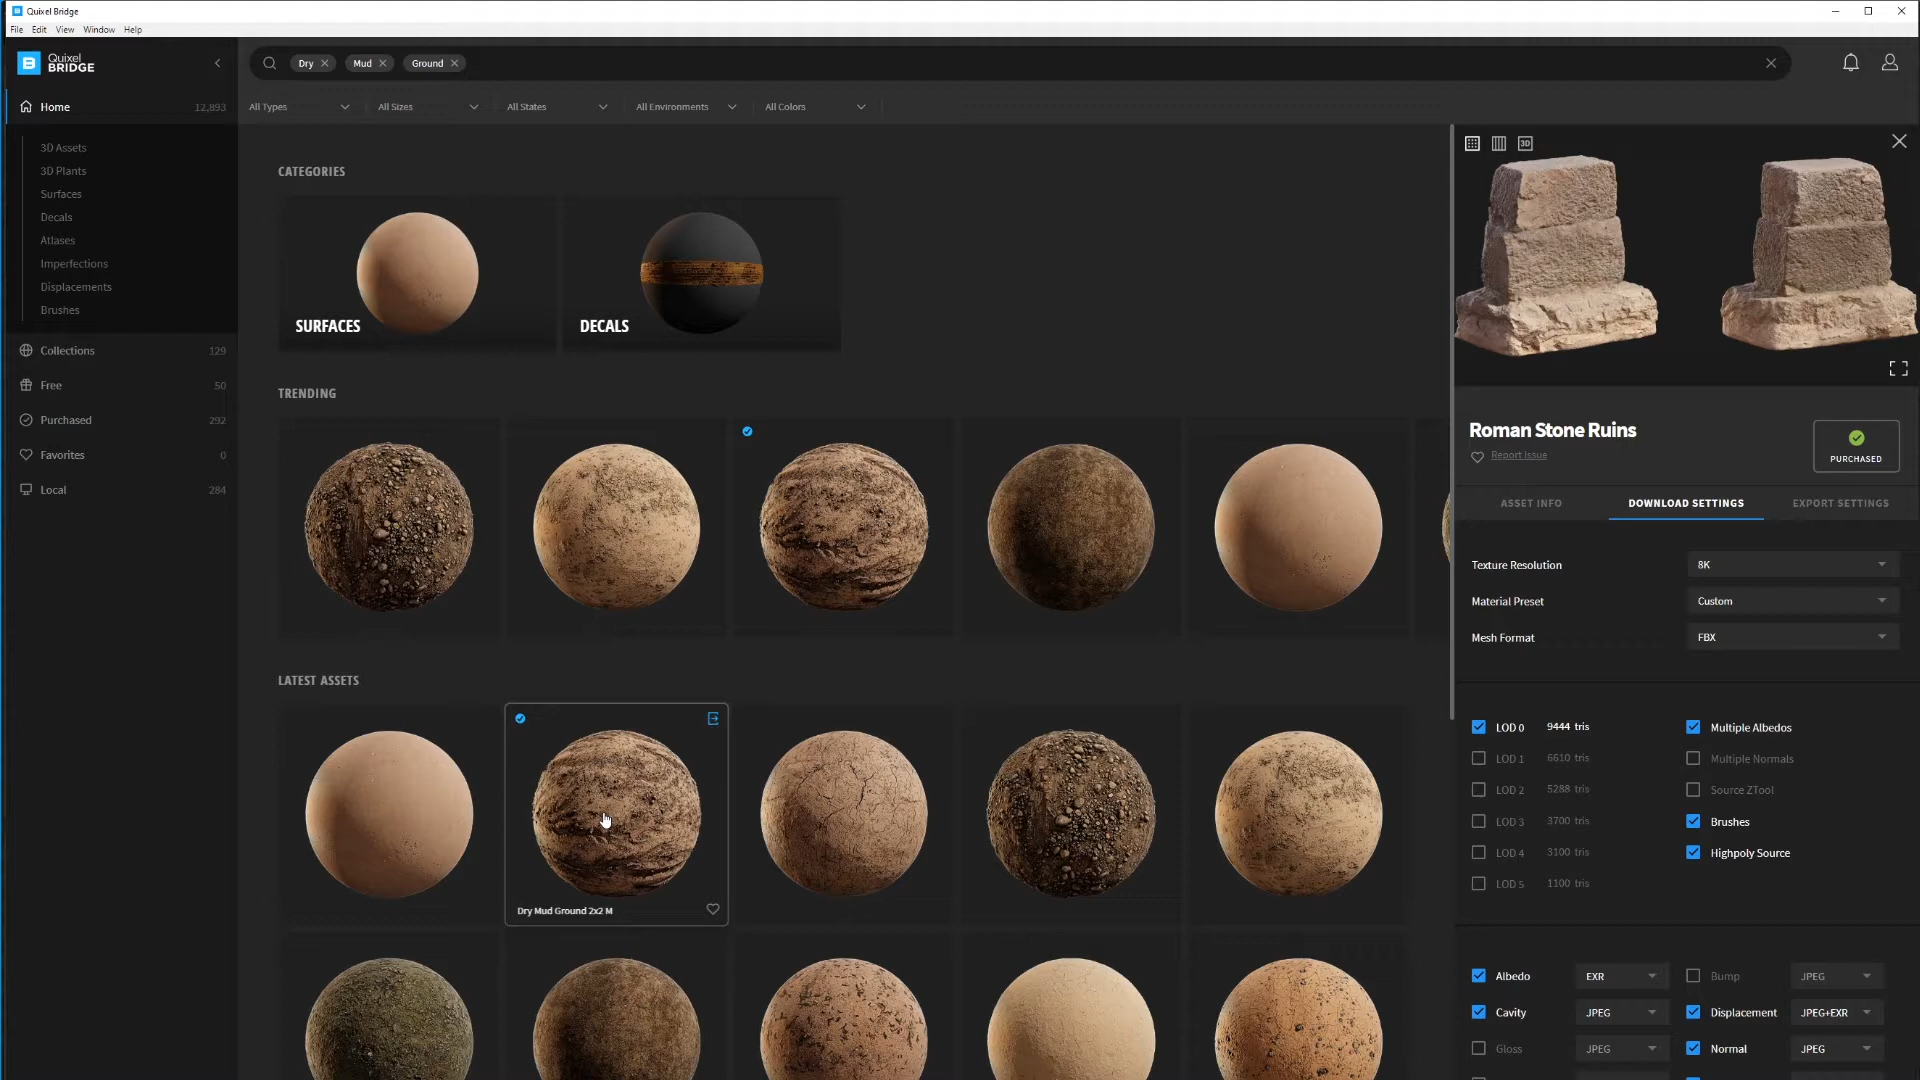 Quixel Bridge
File Edit View Window Help
Quixel
BRIDGE
Dry Mud Ground
Home 12,893
All Types All Sizes All States All Environments All Colors
3D Assets
3D Plants
Surfaces
Decals
Atlases
Imperfections
Displacements
Brushes
Collections 129
Free 50
Purchased 292
Favorites 0
Local 284
CATEGORIES
SURFACES
DECALS
TRENDING
LATEST ASSETS
Dry Mud Ground 2x2 M
3D
Roman Stone Ruins
Report Issue
PURCHASED
ASSET INFO DOWNLOAD SETTINGS EXPORT SETTINGS
Texture Resolution 8K
Material Preset Custom
Mesh Format FBX
LOD 0 9444 tris Multiple Albedos
LOD 1 6610 tris Multiple Normals
LOD 2 5288 tris Source ZTool
LOD 3 3700 tris Brushes
LOD 4 3100 tris Highpoly Source
LOD 5 1100 tris
Albedo EXR Bump JPEG
Cavity JPEG Displacement JPEG+EXR
Gloss JPEG Normal JPEG